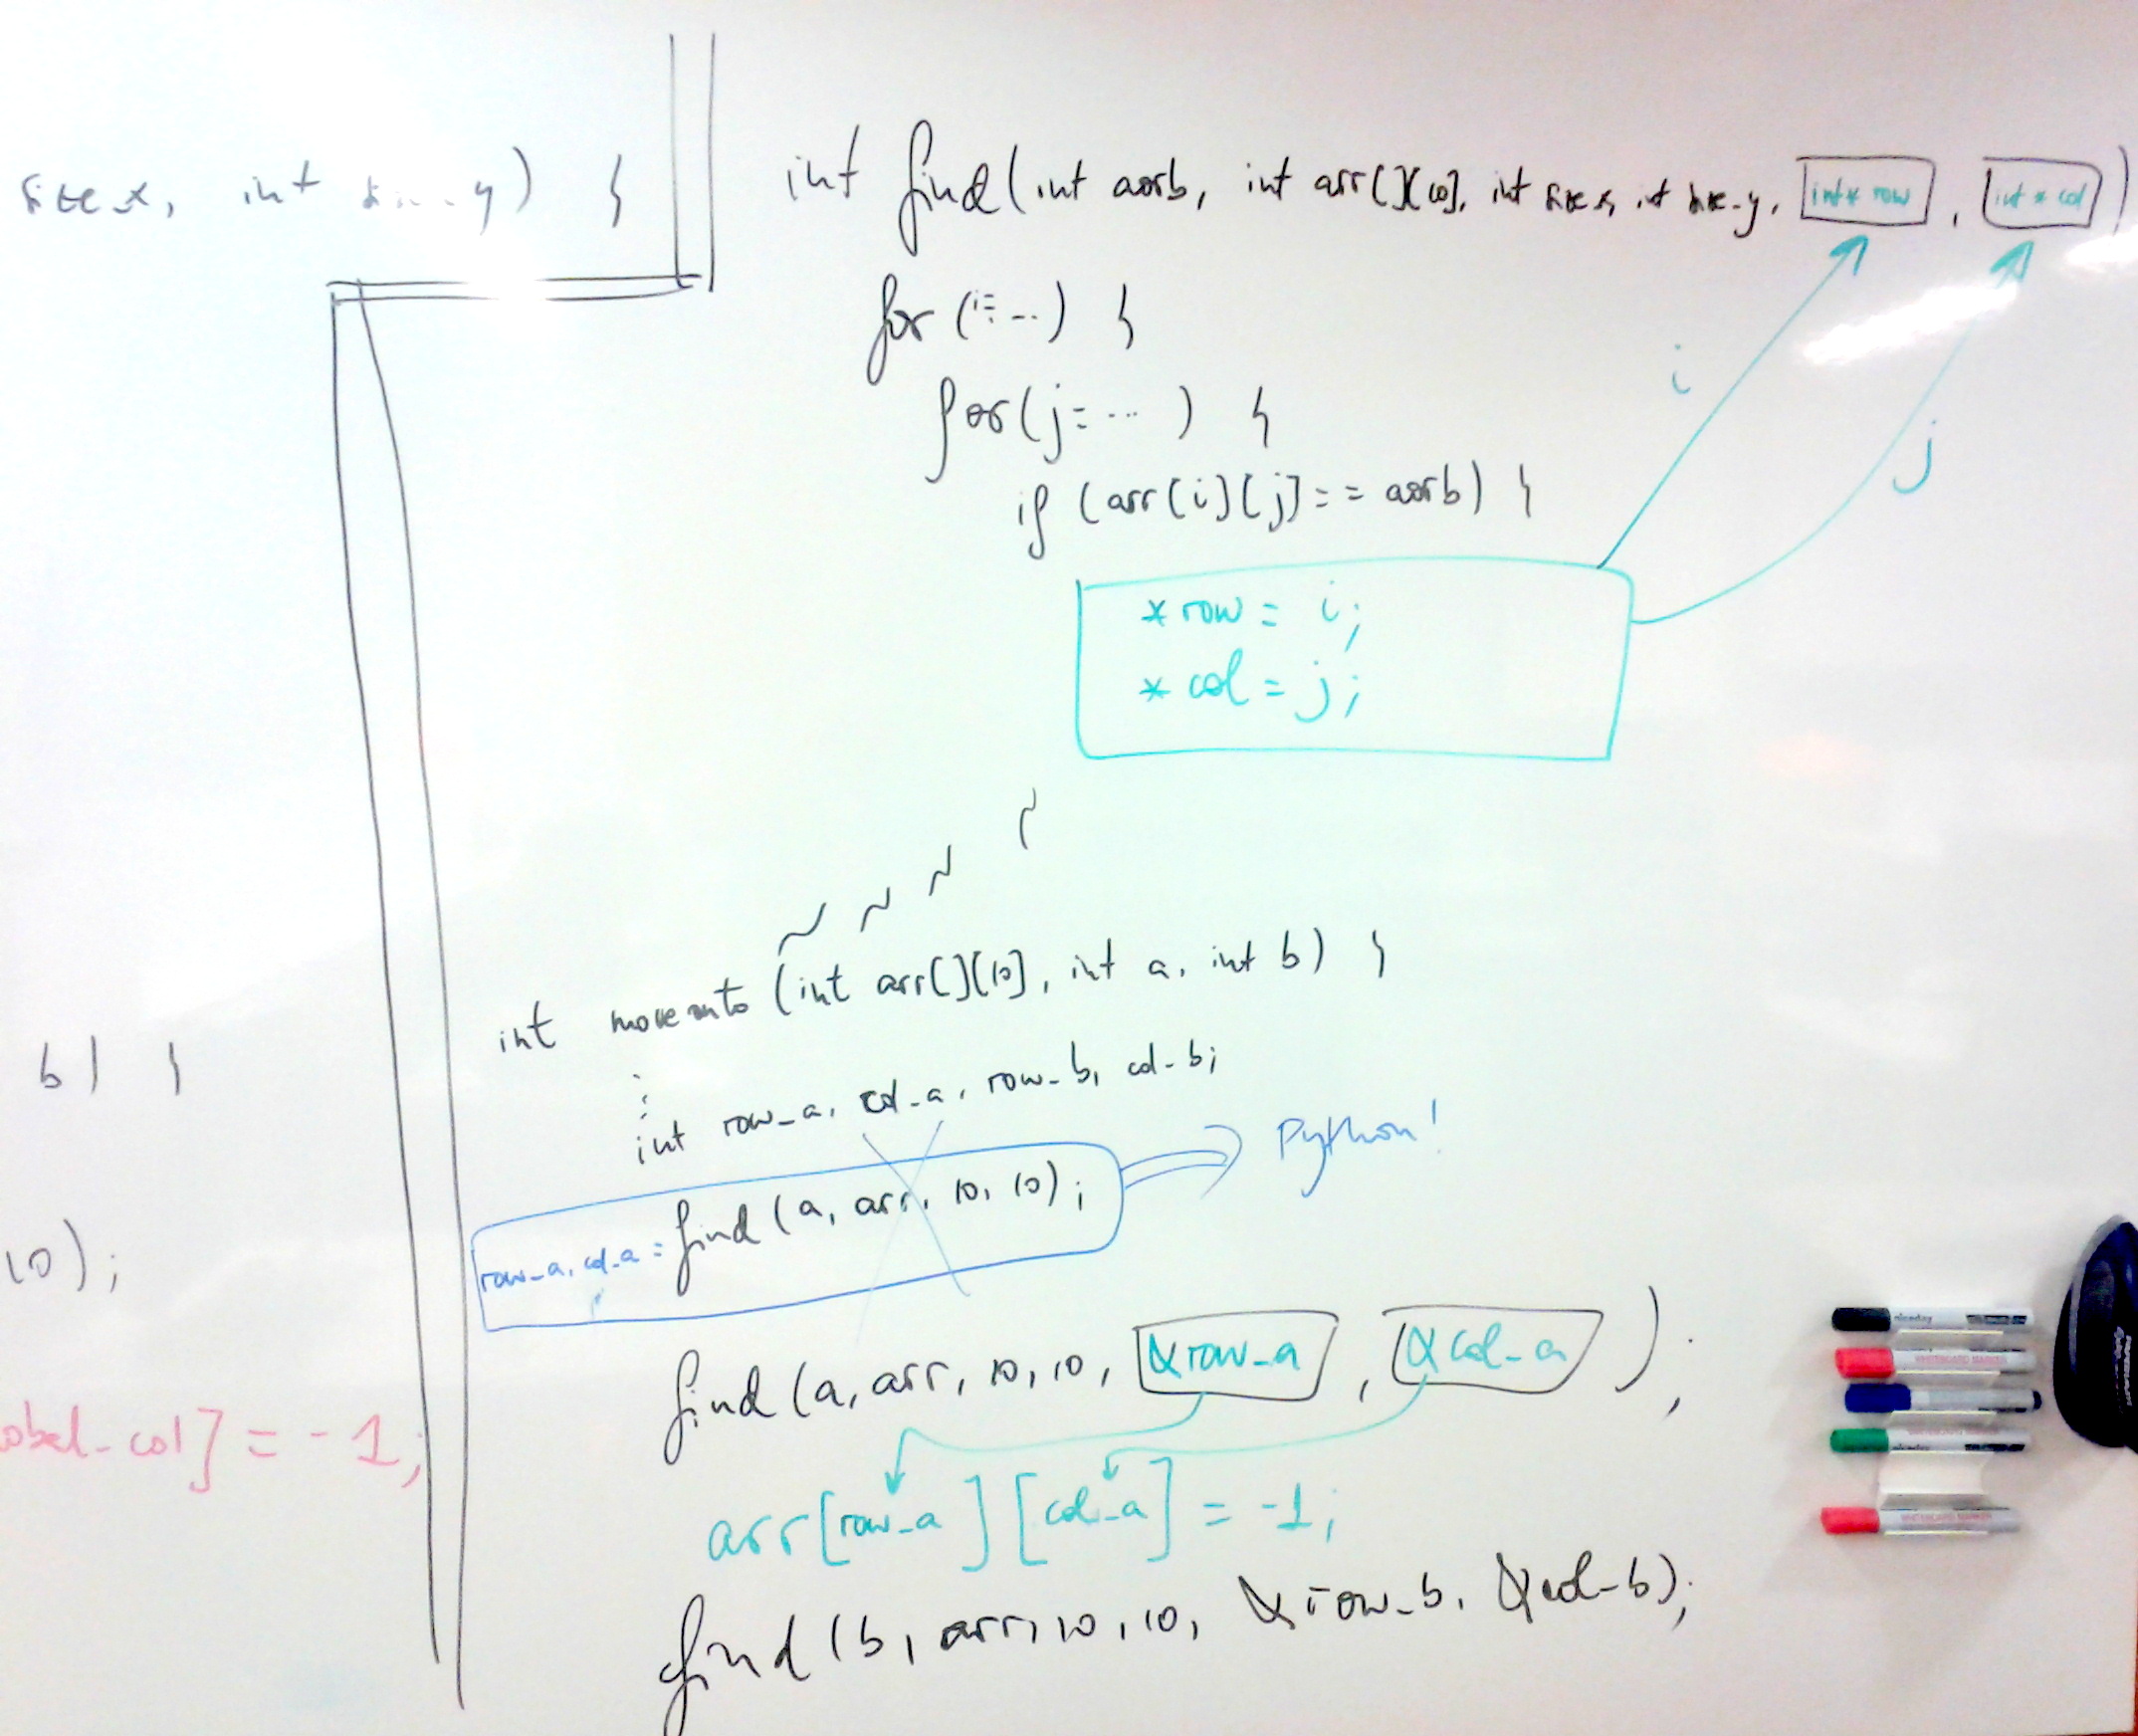 size_x, int size_y) {
int find(int aorb, int arr[][10], int size_x, int size_y, int* row, int* col)
for (i=...) {
for(j=...) {
if (arr[i][j]== aorb) {
i
j
*row = i;
*col = j;
int moveonto (int arr[][10], int a, int b) {
b) {
int row_a, col_a, row_b, col_b;
Python!
row_a, col_a = find (a, arr, 10, 10);
10);
find (a, arr, 10, 10, &row_a, &col_a);
obal_col] = -1;
arr[row_a][col_a] = -1;
find (b, arr, 10, 10, &row_b, &col_b);
WHITEBOARD MARKER